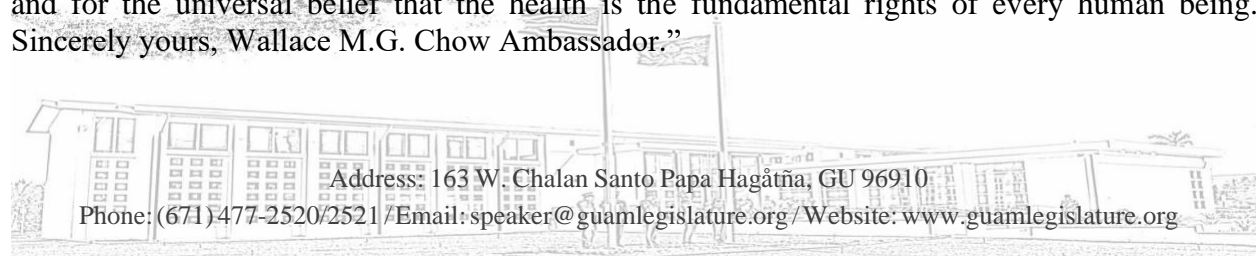 and for the universal belief that the health is the fundamental rights of every human being.
Sincerely yours, Wallace M.G. Chow Ambassador.”
Address: 163 W. Chalan Santo Papa Hagåtña, GU 96910
Phone: (671) 477-2520/2521 / Email: speaker@guamlegislature.org / Website: www.guamlegislature.org